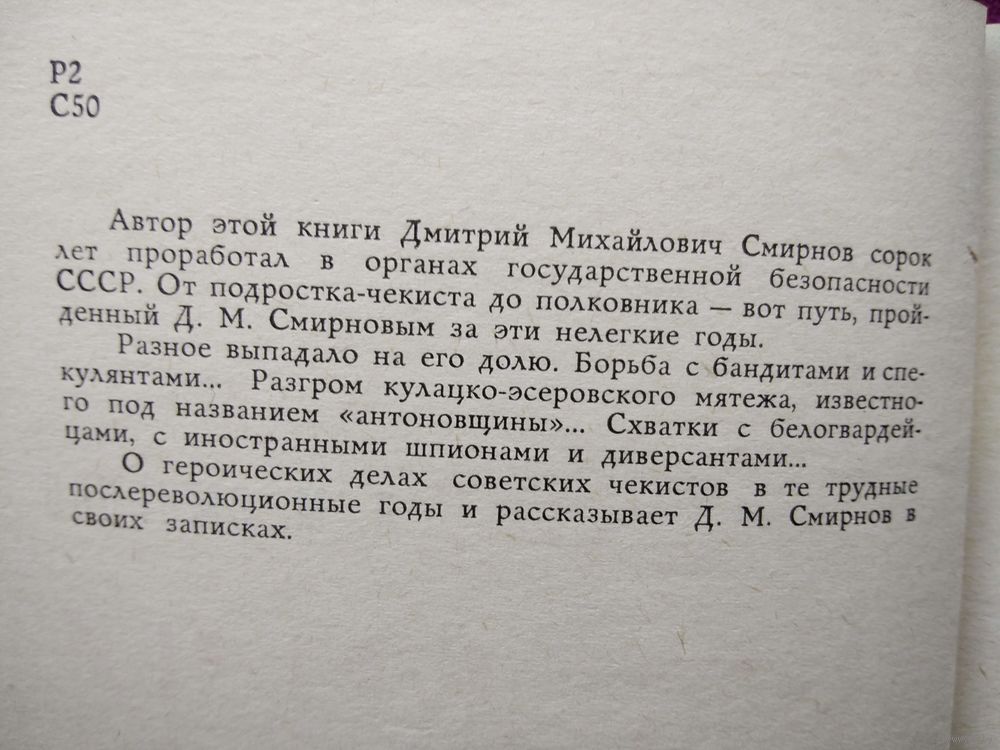 Р2
С50
Автор этой книги Дмитрий Михайлович Смирнов сорок
лет проработал в органах государственной безопасности
СССР. От подростка-чекиста до полковника — вот путь, прой-
денный Д. М. Смирновым за эти нелегкие годы.
Разное выпадало на его долю. Борьба с бандитами и спе-
кулянтами... Разгром кулацко-эсеровского мятежа, известно-
го под названием «антоновщины»... Схватки с белогвардей-
цами, с иностранными шпионами и диверсантами...
О героических делах советских чекистов в те трудные
послереволюционные годы и рассказывает Д. М. Смирнов в
своих записках.